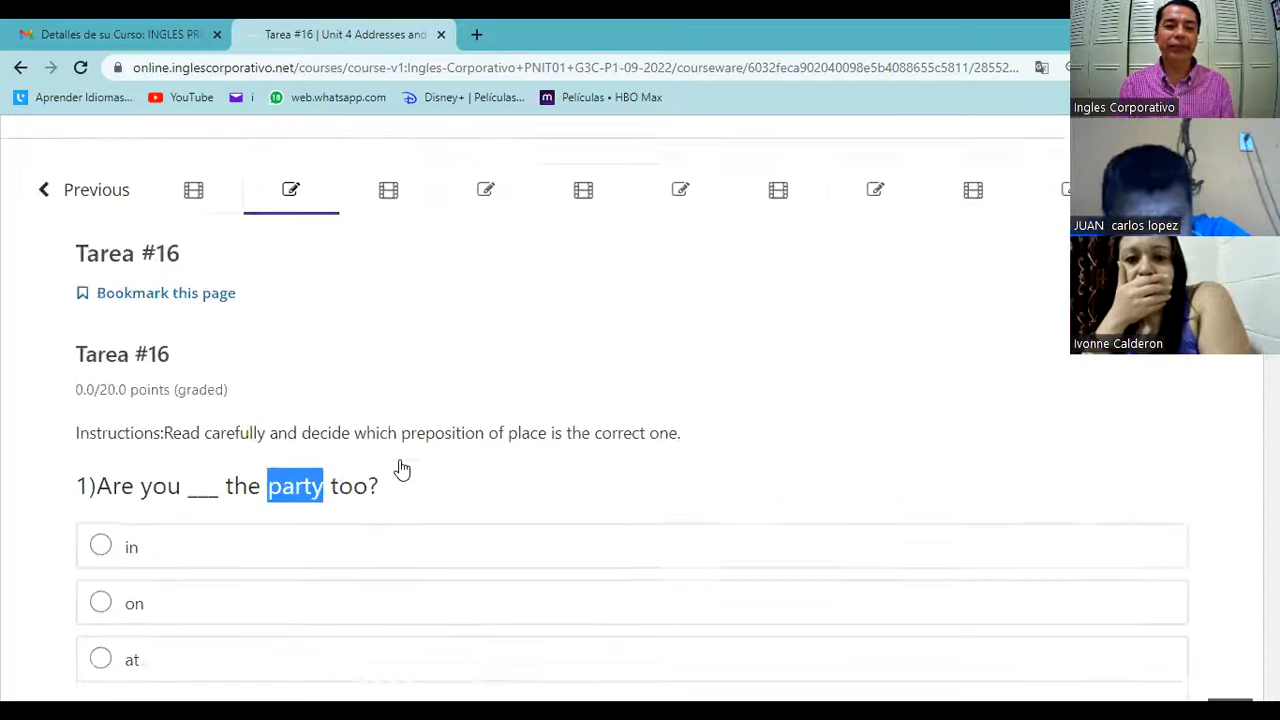 Detalles de su Curso: INGLES PRI
Tarea #16 | Unit 4 Addresses and
online.inglescorporativo.net/courses/course-v1:Ingles-Corporativo+PNIT01+G3C-P1-09-2022/courseware/6032feca902040098e5b4088655c5811/28552...
Aprender Idiomas...
YouTube
i
web.whatsapp.com
Disney+ | Películas,...
Películas • HBO Max
Ingles Corporativo
JUAN carlos lopez
Ivonne Calderon
Previous
Tarea #16
Bookmark this page
Tarea #16
0.0/20.0 points (graded)
Instructions:Read carefully and decide which preposition of place is the correct one.
1)Are you ___ the party too?
in
on
at